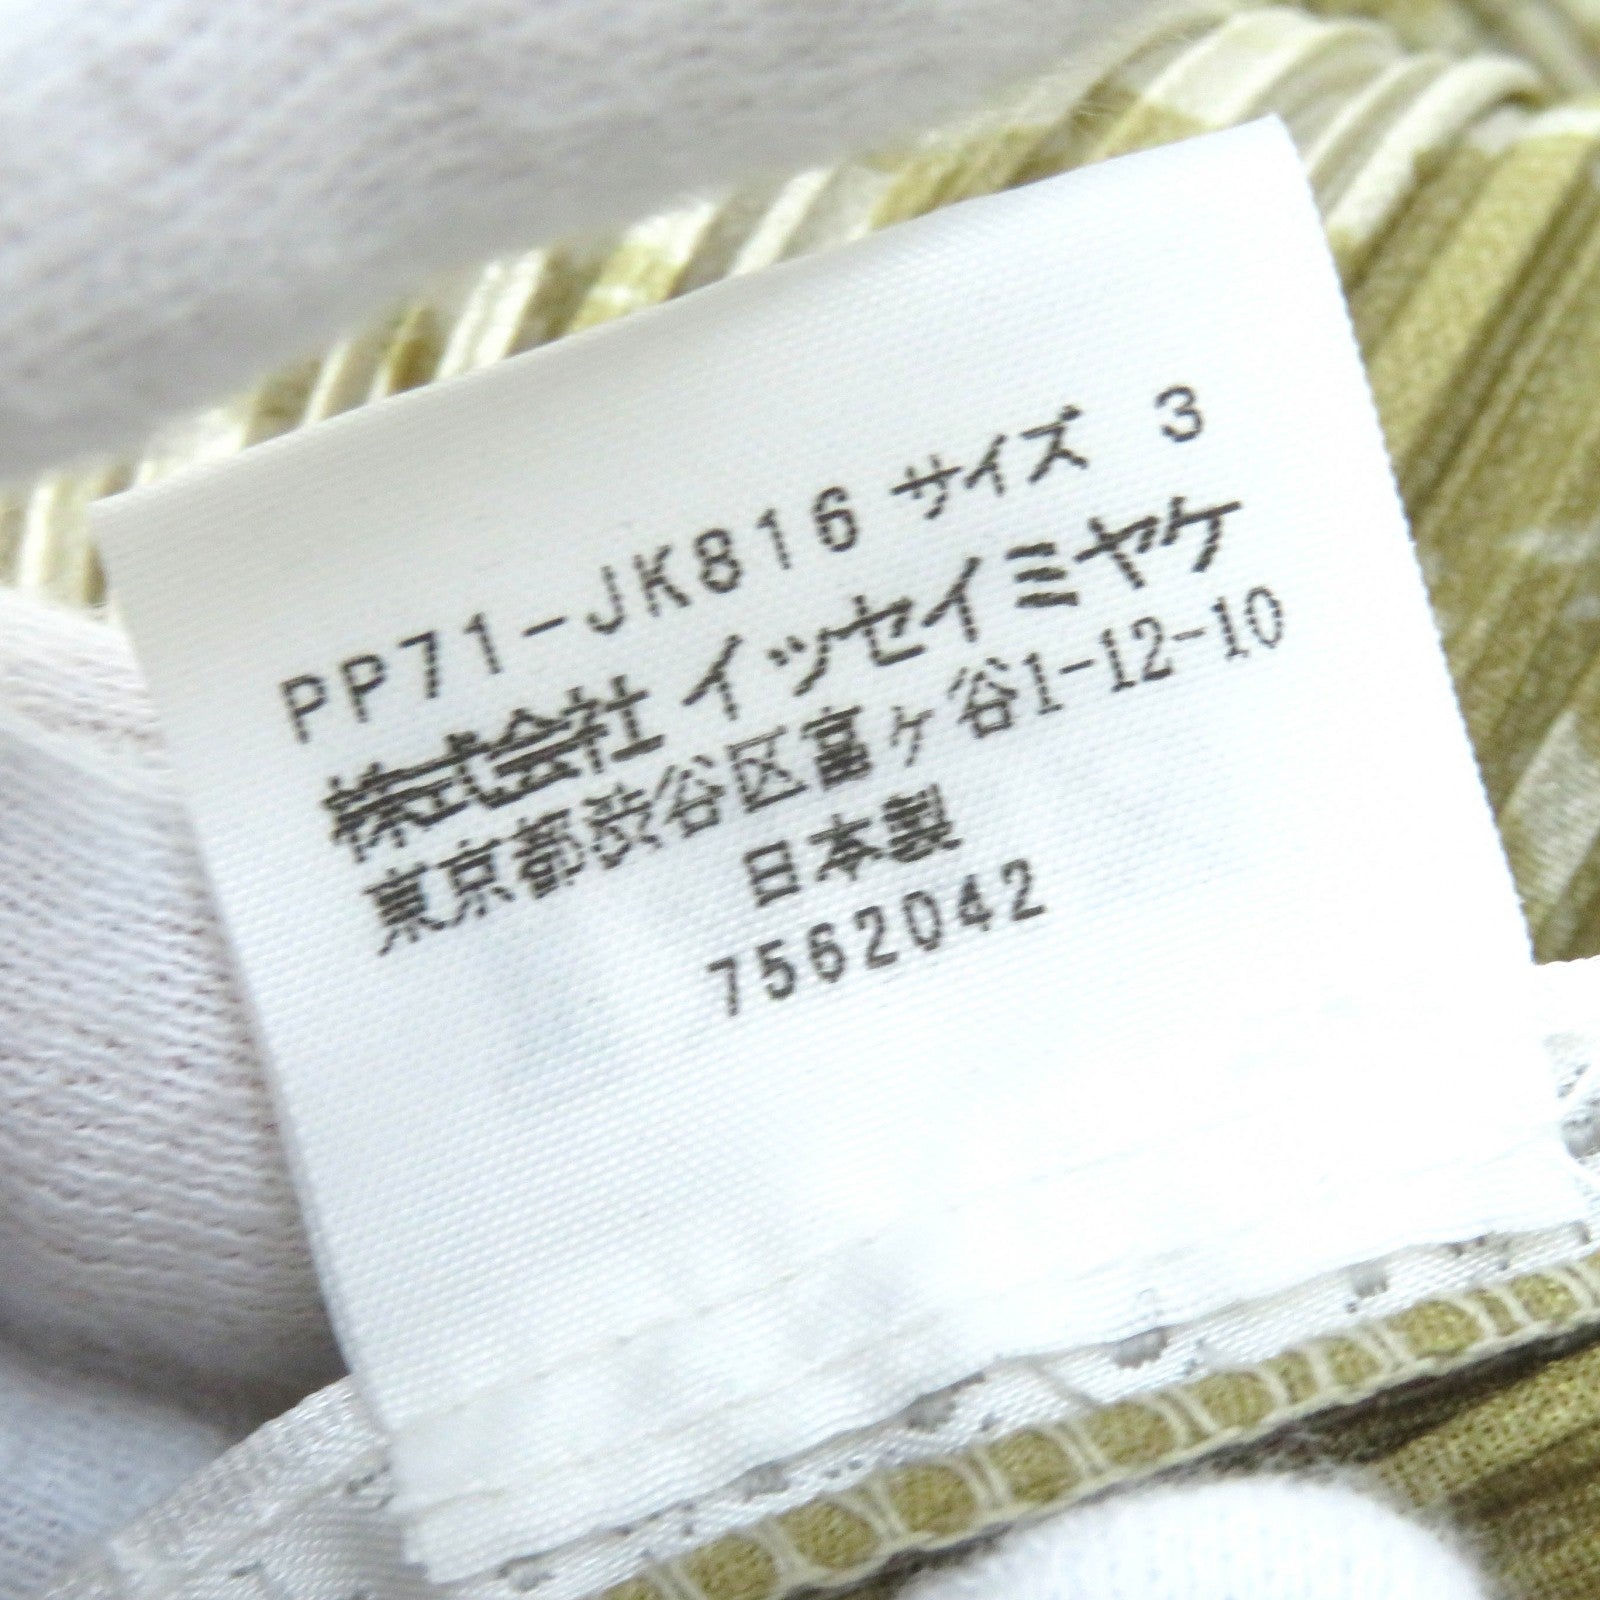 PP71-JK816 サイズ 3
株式会社 イッセイミヤケ
東京都渋谷区富ヶ谷1-12-10
日本製
7562042